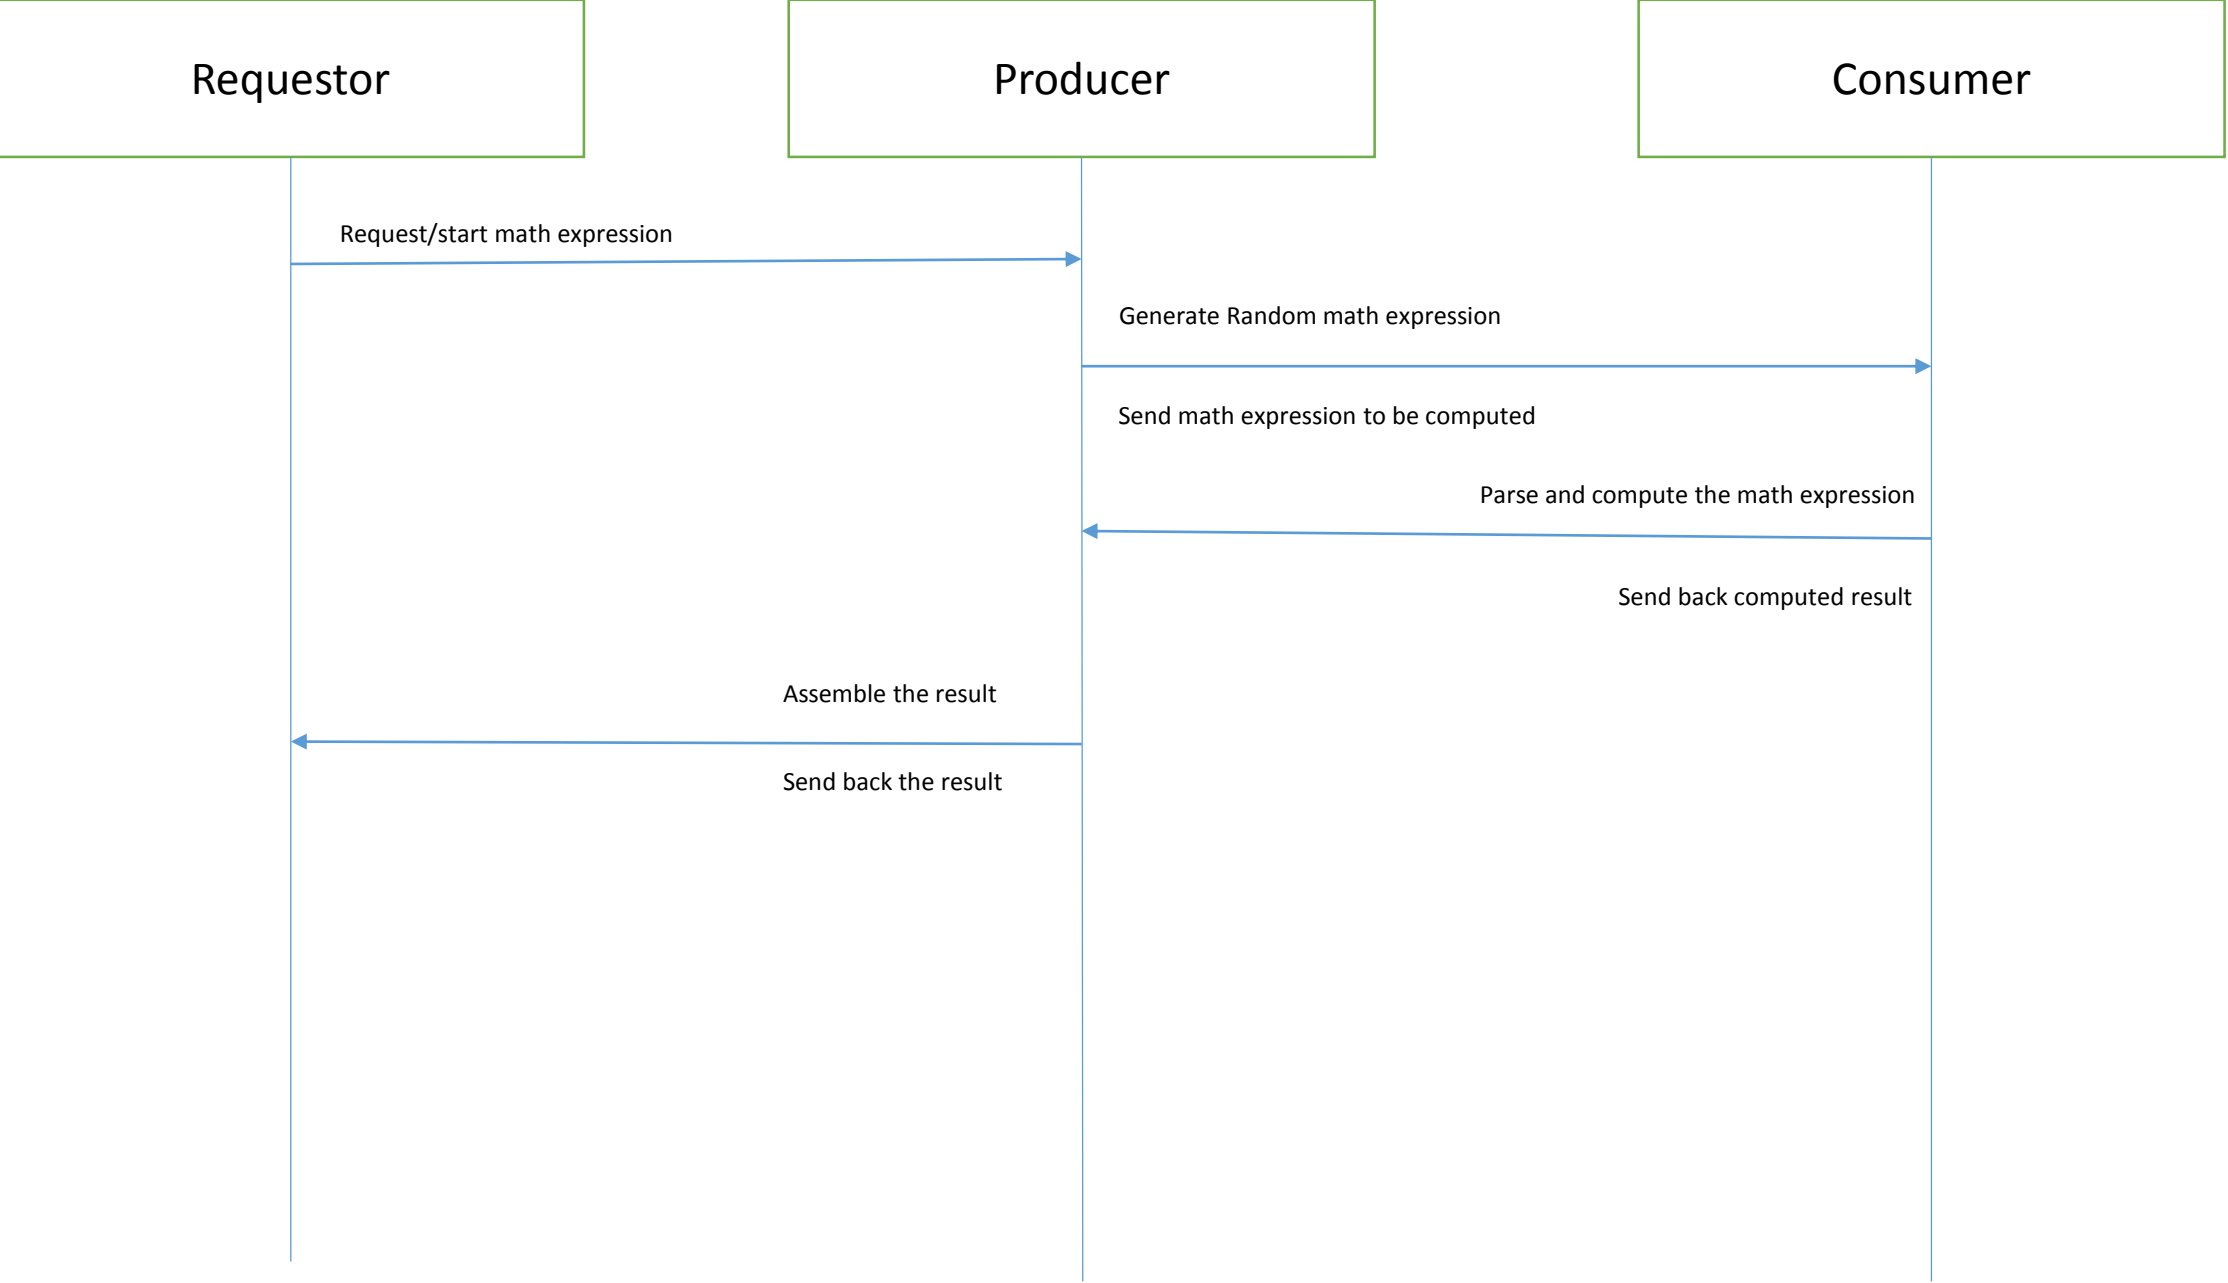 Requestor
Producer
Consumer
Request/start math expression
Generate Random math expression
Send math expression to be computed
Parse and compute the math expression
Send back computed result
Assemble the result
Send back the result